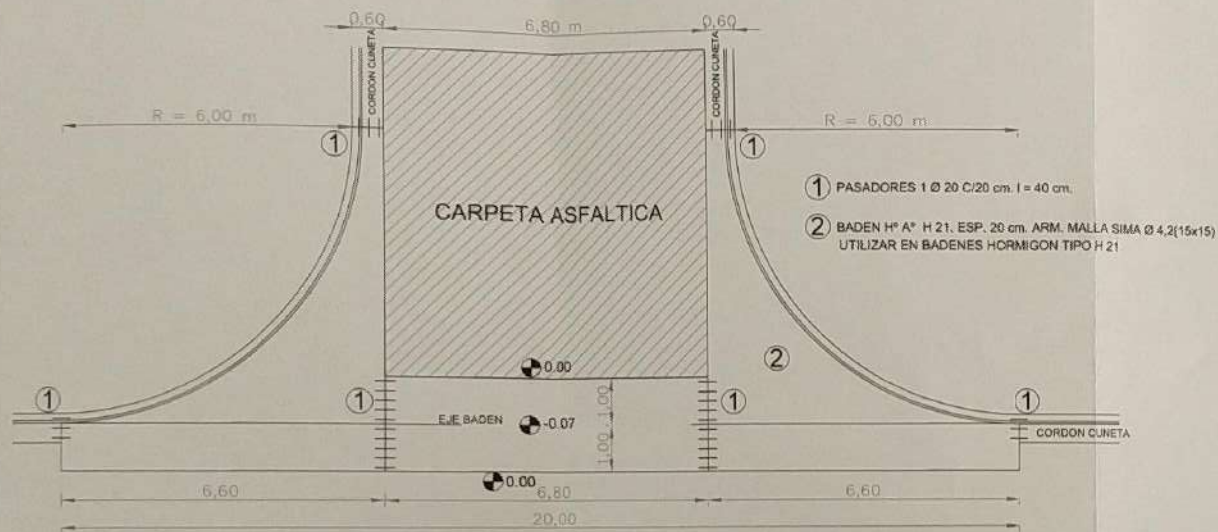 0,60
6,80 m
0,60
CORDON CUNETA
CORDON CUNETA
R = 6,00 m
R = 6,00 m
1
1
1 PASADORES 1 Ø 20 C/20 cm. l = 40 cm.
CARPETA ASFALTICA
2 BADEN Hº Aº H 21. ESP. 20 cm. ARM. MALLA SIMA Ø 4,2(15x15)
UTILIZAR EN BADENES HORMIGON TIPO H 21
2
0.00
1
1
1
1
1.00
EJE BADEN
-0.07
CORDON CUNETA
1.00
0.00
6,60
6,80
6,60
20,00